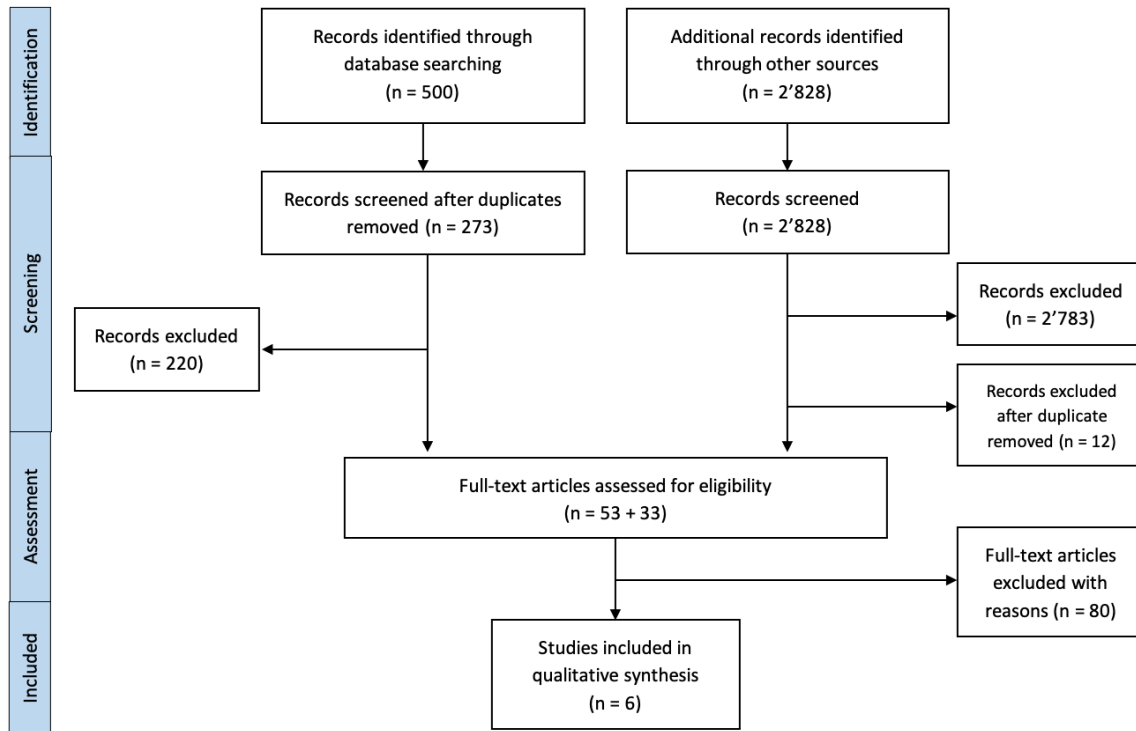 Identification
Records identified through
database searching
(n = 500)
Additional records identified
through other sources
(n = 2’828)
Screening
Records screened after duplicates
removed (n = 273)
Records screened
(n = 2’828)
Records excluded
(n = 2’783)
Records excluded
(n = 220)
Records excluded
after duplicate
removed (n = 12)
Assessment
Full-text articles assessed for eligibility
(n = 53 + 33)
Full-text articles
excluded with
reasons (n = 80)
Included
Studies included in
qualitative synthesis
(n = 6)